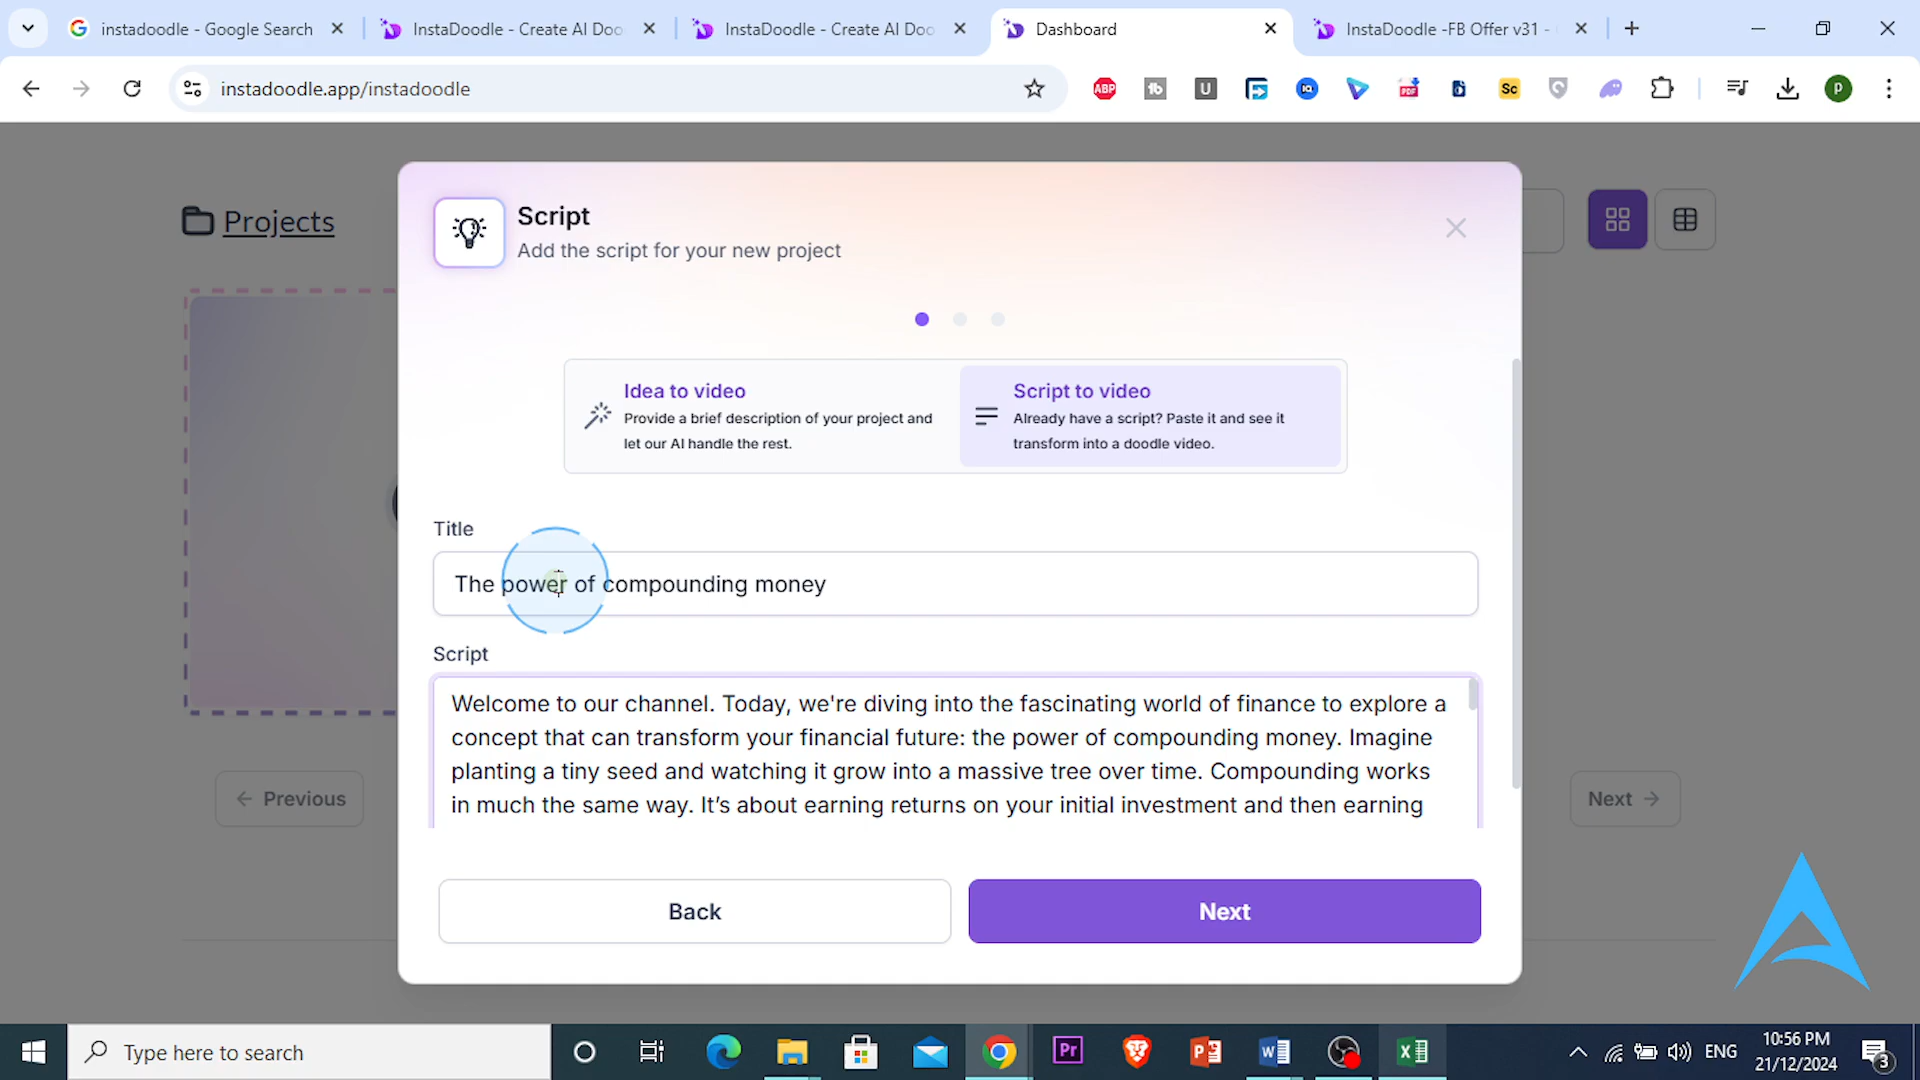 instadoodle - Google Search
InstaDoodle - Create AI Doo
InstaDoodle - Create AI Doo
Dashboard
InstaDoodle -FB Offer v31 -
instadoodle.app/instadoodle
ABP
U
IQ
PDF
Sc
p
Projects
Script
Add the script for your new project
Idea to video
Provide a brief description of your project and
let our AI handle the rest.
Script to video
Already have a script? Paste it and see it
transform into a doodle video.
Title
The power of compounding money
Script
Welcome to our channel. Today, we're diving into the fascinating world of finance to explore a
concept that can transform your financial future: the power of compounding money. Imagine
planting a tiny seed and watching it grow into a massive tree over time. Compounding works
in much the same way. It’s about earning returns on your initial investment and then earning
Previous
Next
Back
Next
Type here to search
Pr
ENG
10:56 PM
21/12/2024
3